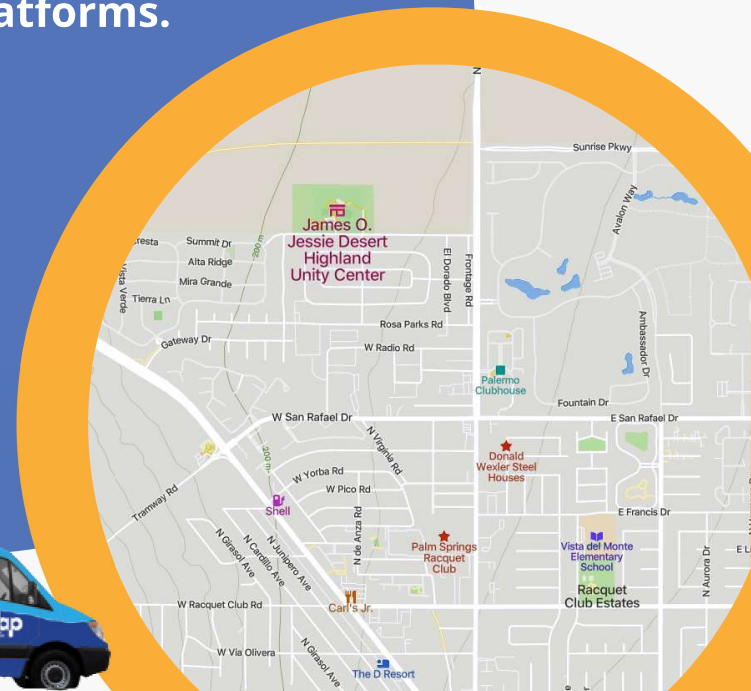 atforms.
N
Sunrise Pkwy
Avalon Way
James O.
Jessie Desert
Highland
Unity Center
200 m
Summit Dr
Alta Ridge
Mira Grande
Vista Verde
Tierra Ln
El Dorado Blvd
Frontage Rd
Rosa Parks Rd
Gateway Dr
W Radio Rd
Ambassador Dr
Palermo
Clubhouse
Fountain Dr
W San Rafael Dr
E San Rafael Dr
N Virginia Rd
Donald
Wexler Steel
Houses
200 m
W Yorba Rd
W Pico Rd
Tramway Rd
Shell
E Francis Dr
N de Anza Rd
N Girasol Ave
N Cardillo Ave
N Junipero Ave
Palm Springs
Racquet
Club
Vista del Monte
Elementary
School
N Aurora Dr
Racquet
Club Estates
W Racquet Club Rd
Carl's Jr.
W Via Olivera
N Girasol Ave
The D Resort